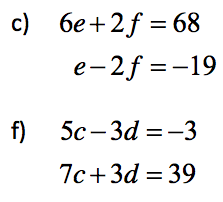 c) 6e + 2f = 68
e − 2f = −19
f) 5c − 3d = −3
7c + 3d = 39